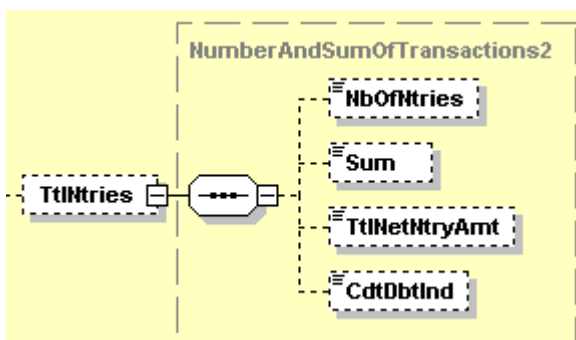 NumberAndSumOfTransactions2
NbOfNtries
Sum
TtlNtries
TtlNetNtryAmt
CdtDbtInd